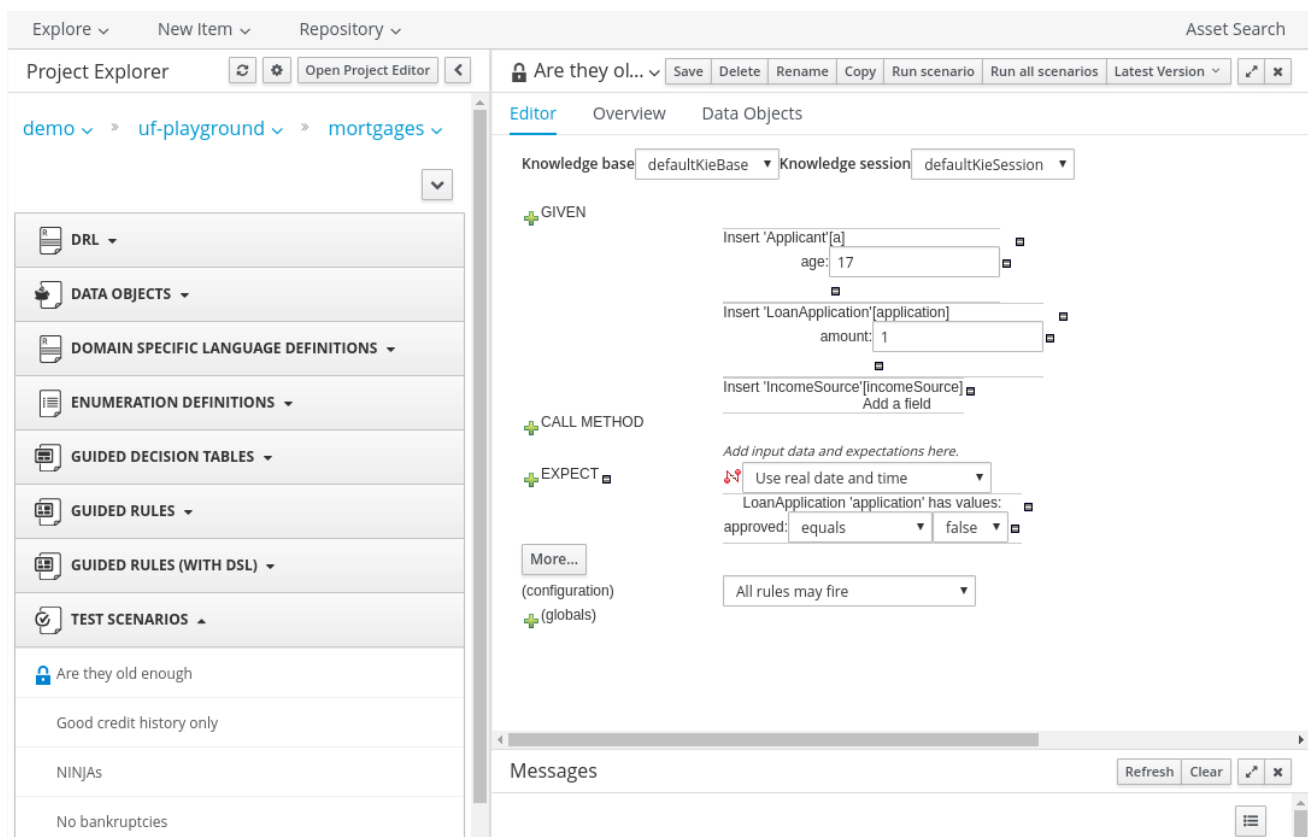 Explore New Item Repository Asset Search
Project Explorer Open Project Editor
demo » uf-playground » mortgages
DRL
DATA OBJECTS
DOMAIN SPECIFIC LANGUAGE DEFINITIONS
ENUMERATION DEFINITIONS
GUIDED DECISION TABLES
GUIDED RULES
GUIDED RULES (WITH DSL)
TEST SCENARIOS
Are they old enough
Good credit history only
NINJAs
No bankruptcies
Are they ol... Save Delete Rename Copy Run scenario Run all scenarios Latest Version
Editor Overview Data Objects
Knowledge base defaultKieBase Knowledge session defaultKieSession
GIVEN
Insert 'Applicant'[a]
age: 17
Insert 'LoanApplication'[application]
amount: 1
Insert 'IncomeSource'[incomeSource]
Add a field
CALL METHOD
Add input data and expectations here.
EXPECT Use real date and time
LoanApplication 'application' has values:
approved: equals false
More...
(configuration) All rules may fire
(globals)
Messages Refresh Clear